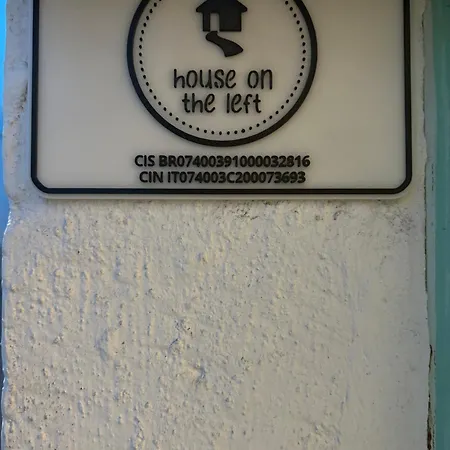 house on
the left
CIS BR07400391000032816
CIN IT074003C200073693